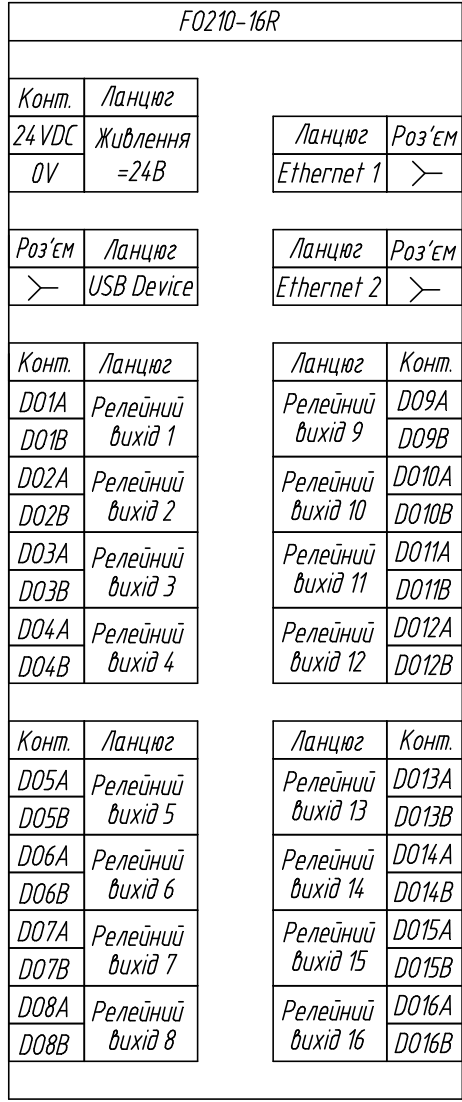 FO210-16R
Конт. Ланцюг
24VDC Живлення
0V =24В
Ланцюг Роз'єм
Ethernet 1
Роз'єм Ланцюг
USB Device
Ланцюг Роз'єм
Ethernet 2
Конт. Ланцюг
DO1A Релейний
DO1B вихід 1
DO2A Релейний
DO2B вихід 2
DO3A Релейний
DO3B вихід 3
DO4A Релейний
DO4B вихід 4
Ланцюг Конт.
Релейний DO9A
вихід 9 DO9B
Релейний DO10A
вихід 10 DO10B
Релейний DO11A
вихід 11 DO11B
Релейний DO12A
вихід 12 DO12B
Конт. Ланцюг
DO5A Релейний
DO5B вихід 5
DO6A Релейний
DO6B вихід 6
DO7A Релейний
DO7B вихід 7
DO8A Релейний
DO8B вихід 8
Ланцюг Конт.
Релейний DO13A
вихід 13 DO13B
Релейний DO14A
вихід 14 DO14B
Релейний DO15A
вихід 15 DO15B
Релейний DO16A
вихід 16 DO16B